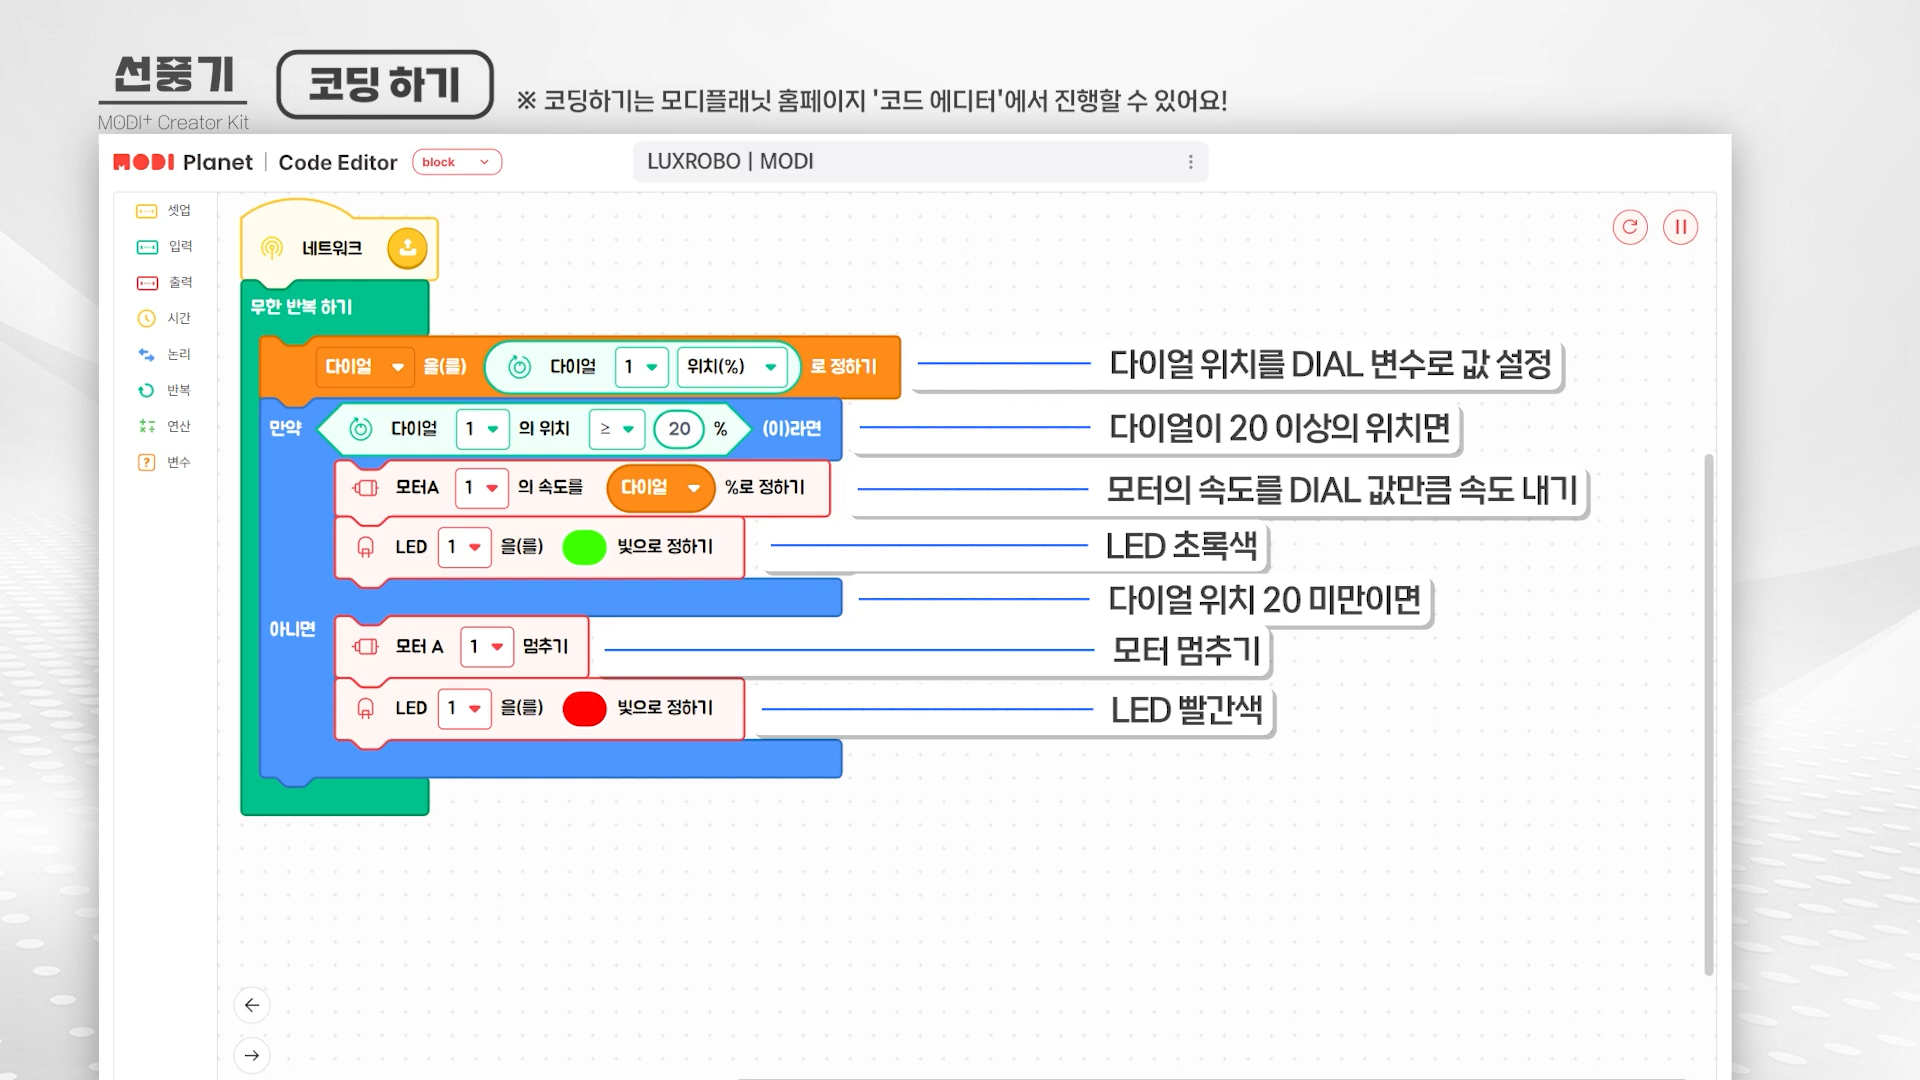 선풍기
MODI+ Creator Kit
코딩 하기
※ 코딩하기는 모디플래닛 홈페이지 '코드 에디터'에서 진행할 수 있어요!
MODI Planet | Code Editor
block
LUXROBO | MODI
셋업
입력
출력
시간
논리
반복
연산
변수
네트워크
무한 반복 하기
다이얼 을(를) 다이얼 1 위치(%) 로 정하기
다이얼 위치를 DIAL 변수로 값 설정
만약 다이얼 1 의 위치 ≥ 20 % (이)라면
다이얼이 20 이상의 위치면
모터A 1 의 속도를 다이얼 %로 정하기
모터의 속도를 DIAL 값만큼 속도 내기
LED 1 을(를) 빛으로 정하기
LED 초록색
아니면
다이얼 위치 20 미만이면
모터 A 1 멈추기
모터 멈추기
LED 1 을(를) 빛으로 정하기
LED 빨간색